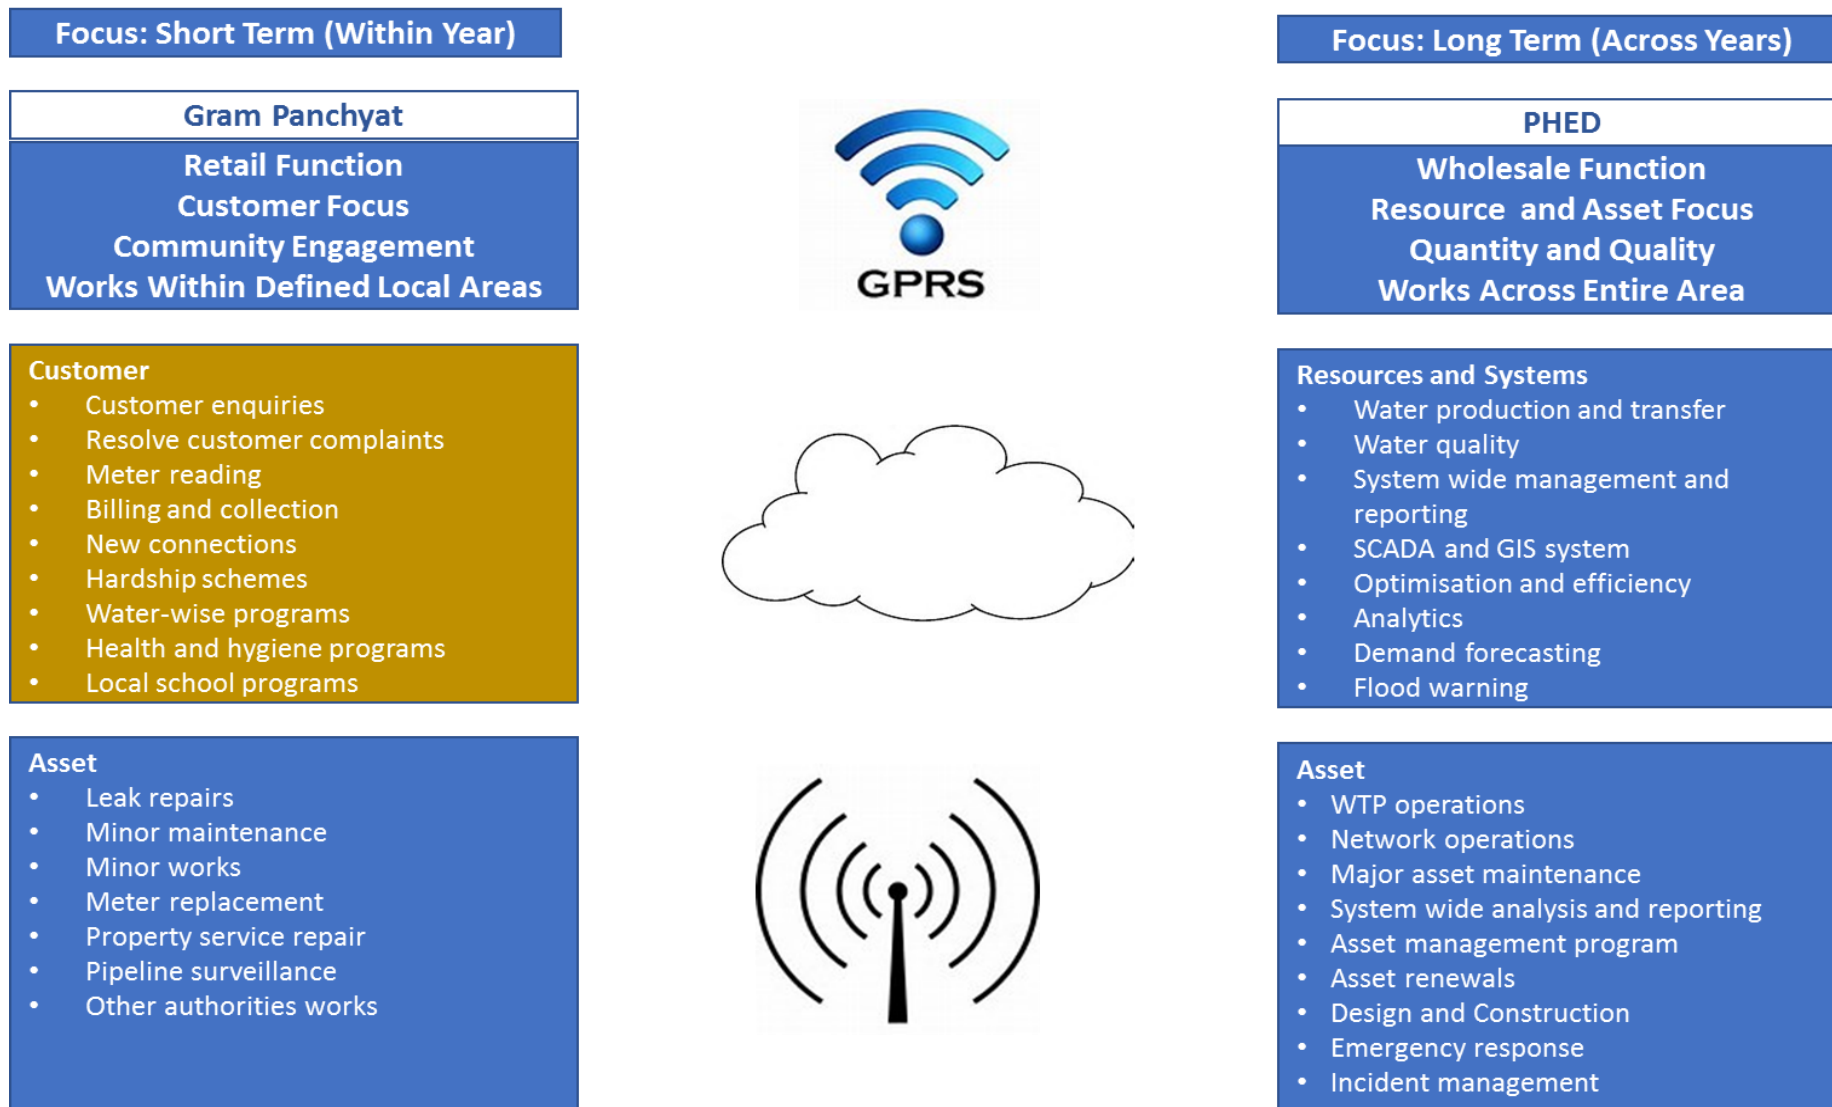 Focus: Short Term (Within Year)
Gram Panchyat
Retail Function
Customer Focus
Community Engagement
Works Within Defined Local Areas
Customer
• Customer enquiries
• Resolve customer complaints
• Meter reading
• Billing and collection
• New connections
• Hardship schemes
• Water-wise programs
• Health and hygiene programs
• Local school programs
Asset
• Leak repairs
• Minor maintenance
• Minor works
• Meter replacement
• Property service repair
• Pipeline surveillance
• Other authorities works
GPRS
Focus: Long Term (Across Years)
PHED
Wholesale Function
Resource and Asset Focus
Quantity and Quality
Works Across Entire Area
Resources and Systems
• Water production and transfer
• Water quality
• System wide management and
reporting
• SCADA and GIS system
• Optimisation and efficiency
• Analytics
• Demand forecasting
• Flood warning
Asset
• WTP operations
• Network operations
• Major asset maintenance
• System wide analysis and reporting
• Asset management program
• Asset renewals
• Design and Construction
• Emergency response
• Incident management